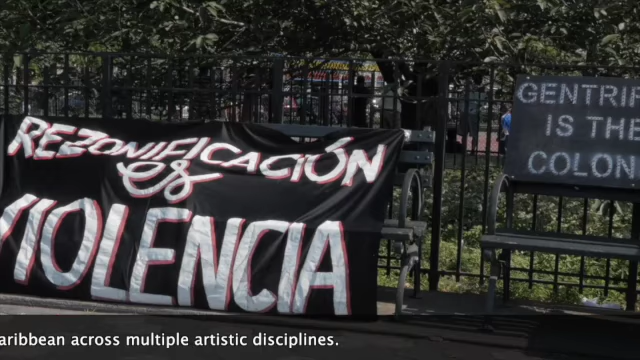 REZONIFICACIÓN
es
VIOLENCIA
GENTRIF
IS THE
COLON
aribbean across multiple artistic disciplines.